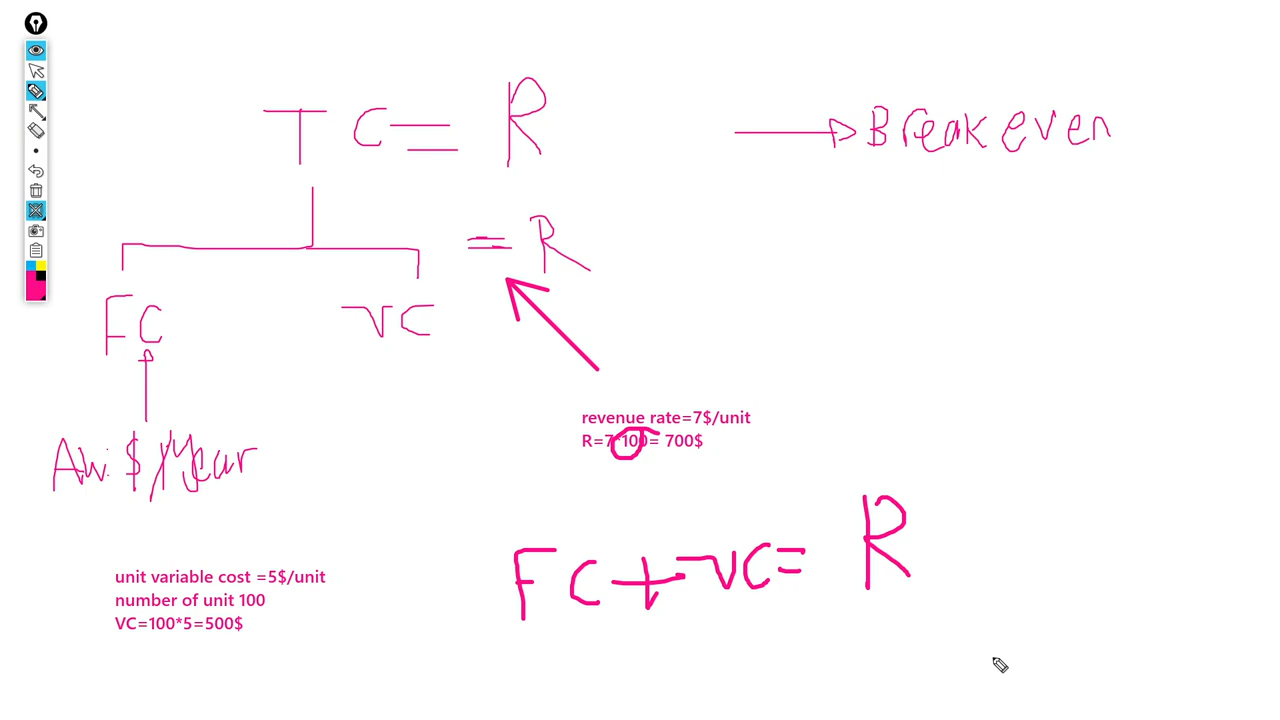 TC = R
Breakeven
= R
FC
VC
revenue rate=7$/unit
R=7*100= 700$
$/Year
unit variable cost =5$/unit
number of unit 100
VC=100*5=500$
FC+VC= R